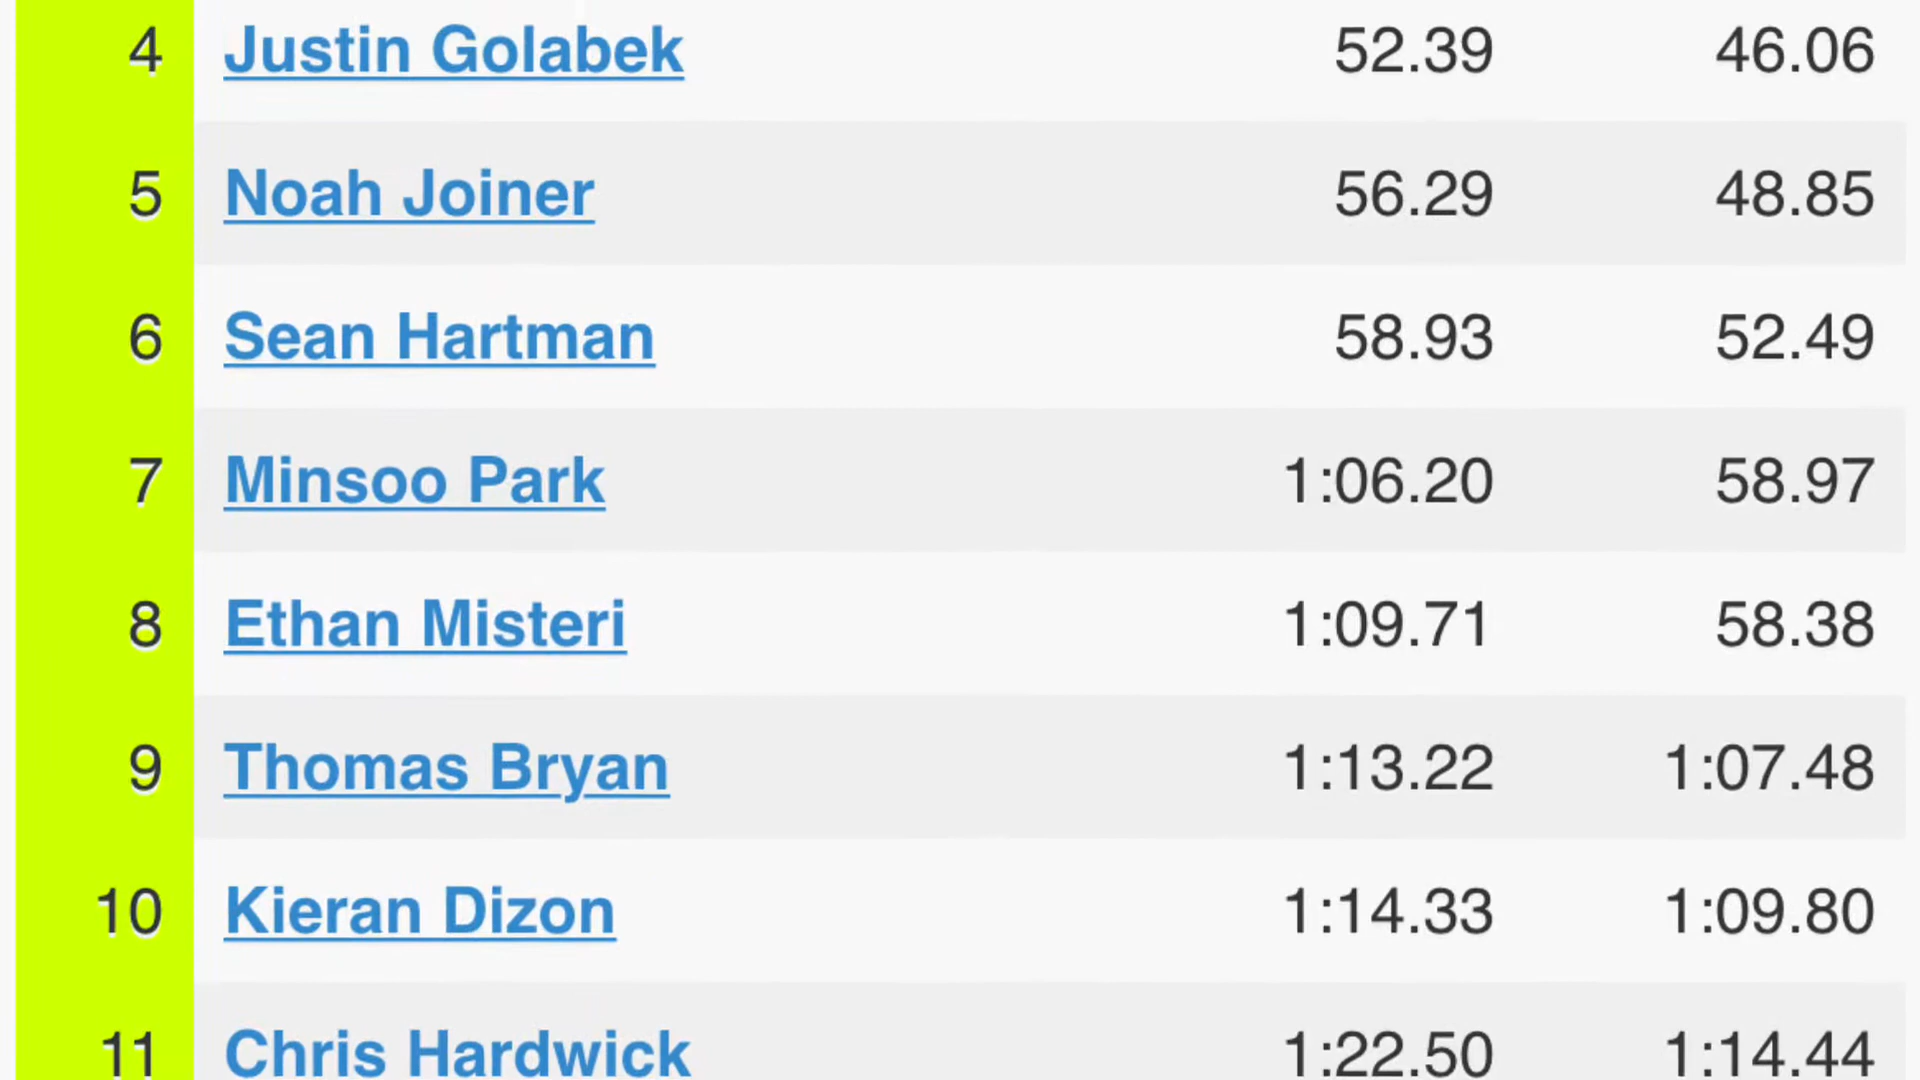 4 Justin Golabek 52.39 46.06
5 Noah Joiner 56.29 48.85
6 Sean Hartman 58.93 52.49
7 Minsoo Park 1:06.20 58.97
8 Ethan Misteri 1:09.71 58.38
9 Thomas Bryan 1:13.22 1:07.48
10 Kieran Dizon 1:14.33 1:09.80
11 Chris Hardwick 1:22.50 1:14.44